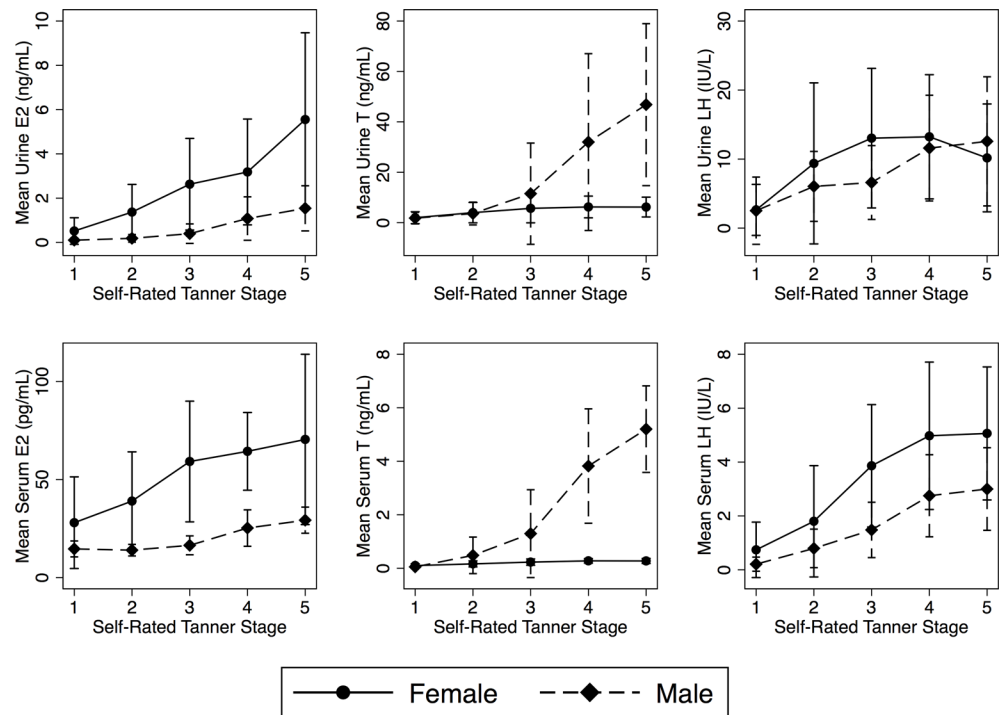 Mean Urine E2 (ng/mL)
10
8
6
4
2
0
1 2 3 4 5
Self-Rated Tanner Stage
Mean Urine T (ng/mL)
80
60
40
20
0
1 2 3 4 5
Self-Rated Tanner Stage
Mean Urine LH (IU/L)
30
20
10
0
1 2 3 4 5
Self-Rated Tanner Stage
Mean Serum E2 (pg/mL)
100
50
0
1 2 3 4 5
Self-Rated Tanner Stage
Mean Serum T (ng/mL)
8
6
4
2
0
1 2 3 4 5
Self-Rated Tanner Stage
Mean Serum LH (IU/L)
8
6
4
2
0
1 2 3 4 5
Self-Rated Tanner Stage
Female Male